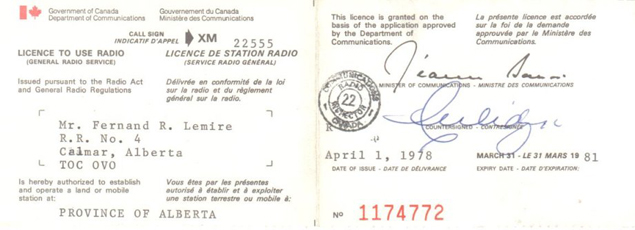 Government of Canada
Department of Communications
Gouvernement du Canada
Ministère des Communications
CALL SIGN
INDICATIF D'APPEL
XM
22555
LICENCE TO USE RADIO
(GENERAL RADIO SERVICE)
LICENCE DE STATION RADIO
(SERVICE RADIO GÉNÉRAL)
Issued pursuant to the Radio Act
and General Radio Regulations
Délivrée en conformité de la loi
sur la radio et du règlement
général sur la radio.
Mr. Fernand R. Lemire
R.R. No. 4
Calmar, Alberta
TOC OVO
Is hereby authorized to establish
and operate a land or mobile
station at:
Vous êtes par les présentes
autorisé à établir et à exploiter
une station terrestre ou mobile à:
PROVINCE OF ALBERTA
This licence is granted on the
basis of the application approved
by the Department of
Communications.
La présente licence est accordée
sur la foi de la demande
approuvée par le Ministère des
Communications.
MINISTER OF COMMUNICATIONS - MINISTRE DES COMMUNICATIONS
COMMUNICATIONS
RADIO
22
INSPECTOR
CANADA
R
COUNTERSIGNED - CONTRESIGNÉE
April 1, 1978
MARCH 31 - LE 31 MARS 19 81
DATE OF ISSUE - DATE DE DÉLIVRANCE
EXPIRY DATE - DATE D'EXPIRATION:
No 1174772